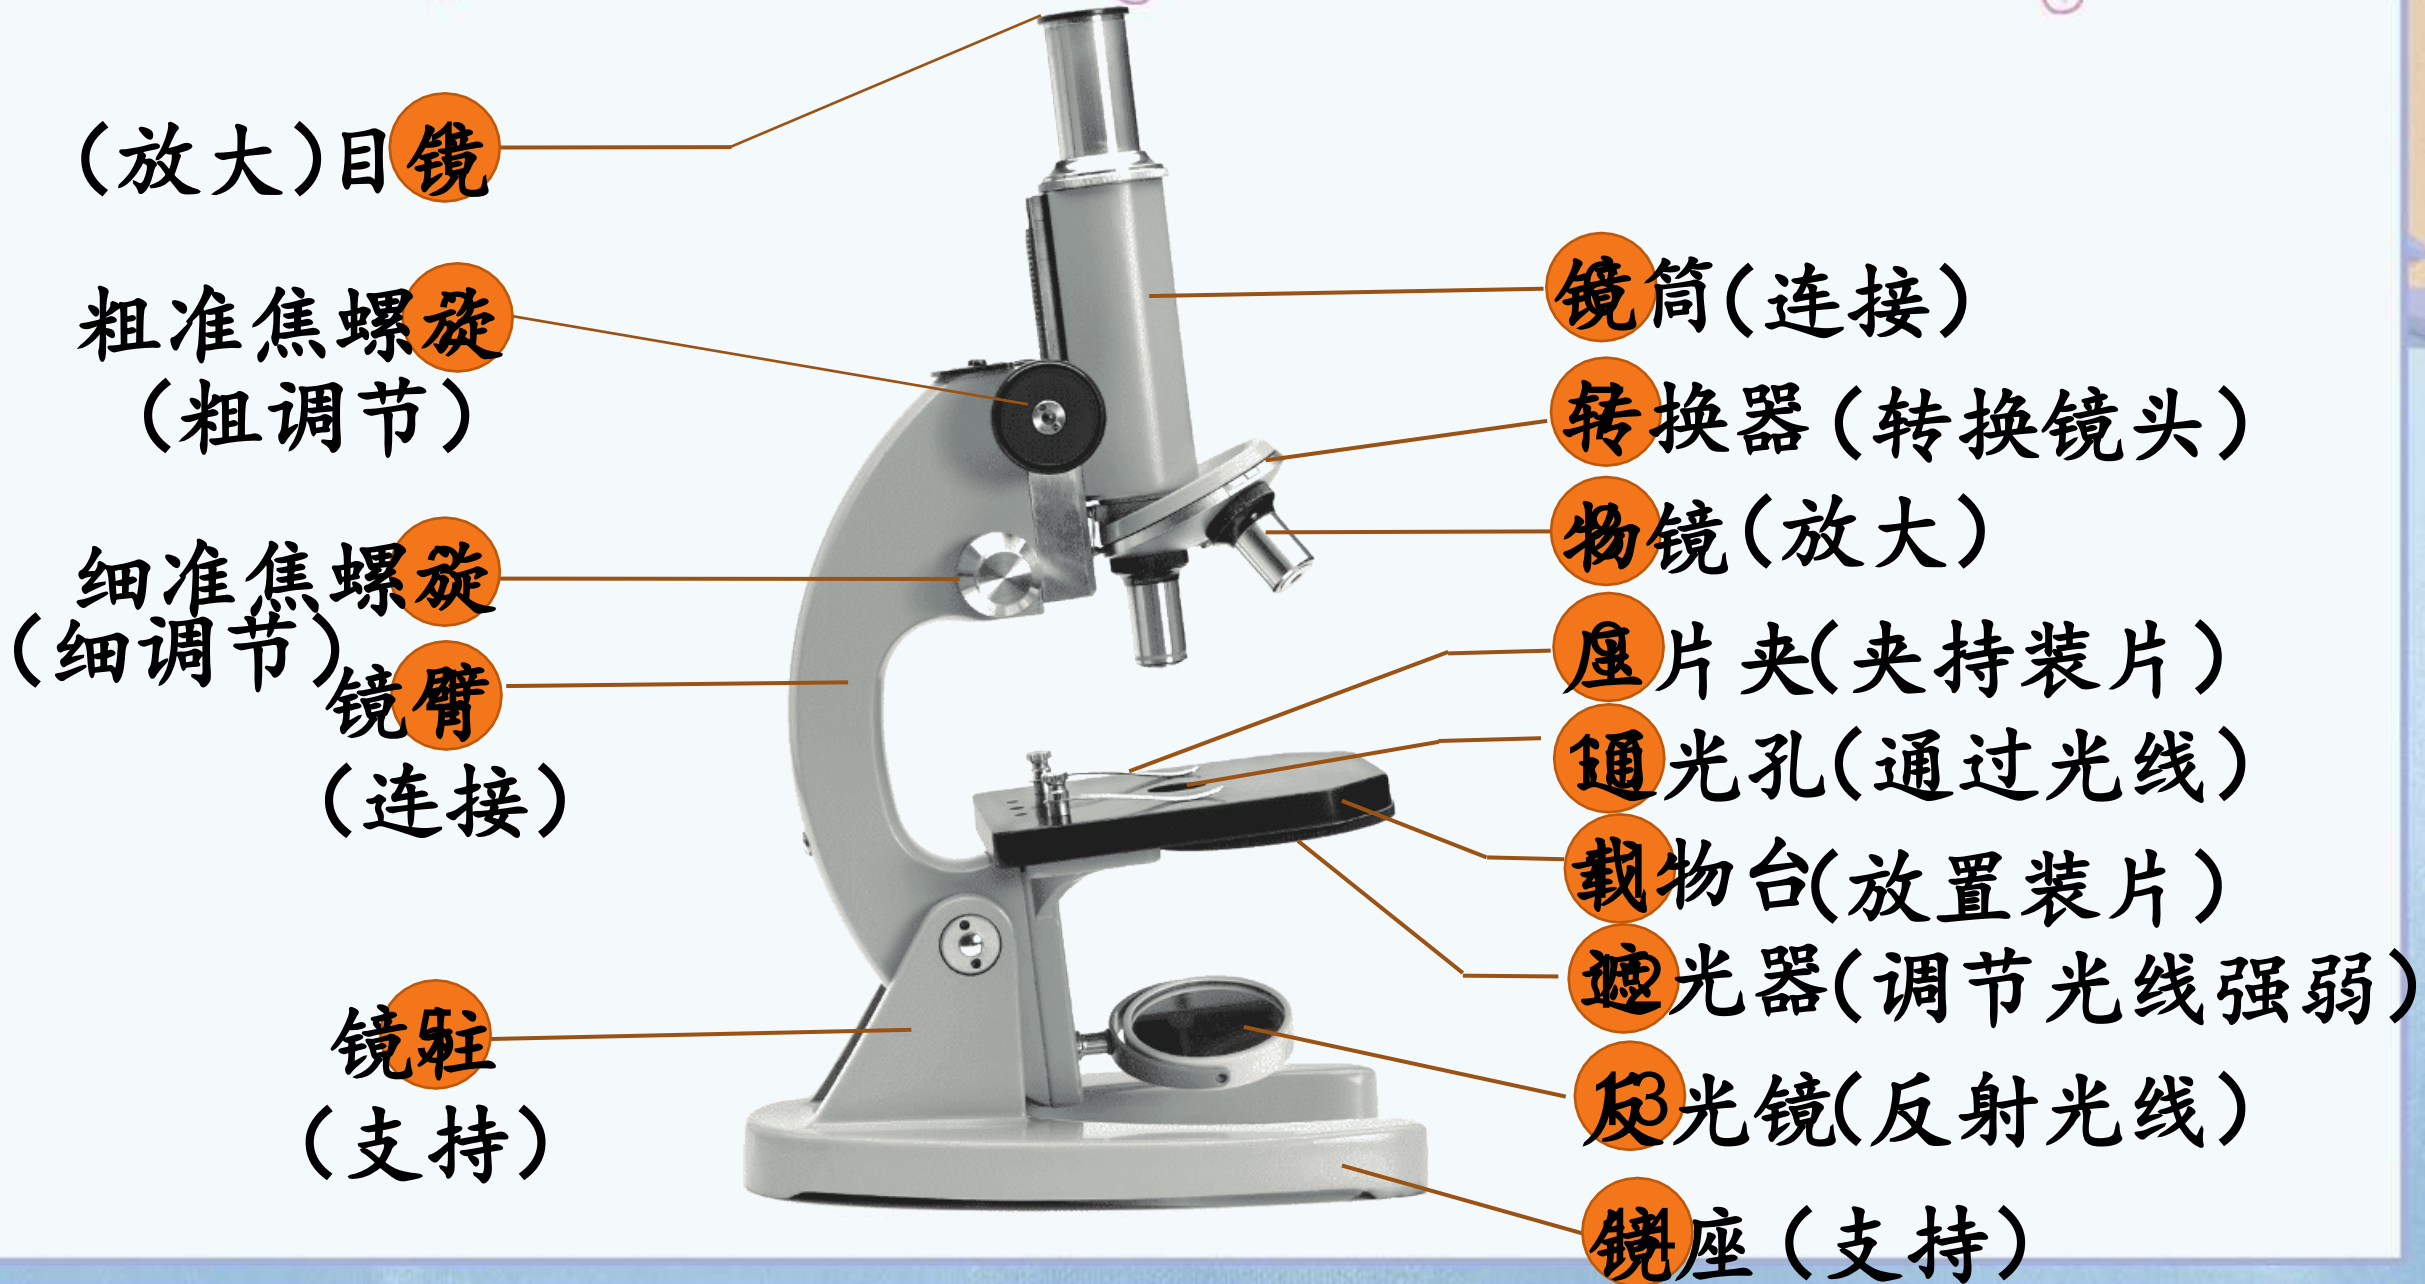 (放大)目镜
粗准焦螺旋
(粗调节)
细准焦螺旋
(细调节)
镜臂
(连接)
镜柱
(支持)
镜筒(连接)
转换器(转换镜头)
物镜(放大)
压片夹(夹持装片)
通光孔(通过光线)
载物台(放置装片)
遮光器(调节光线强弱)
反光镜(反射光线)
镜座(支持)